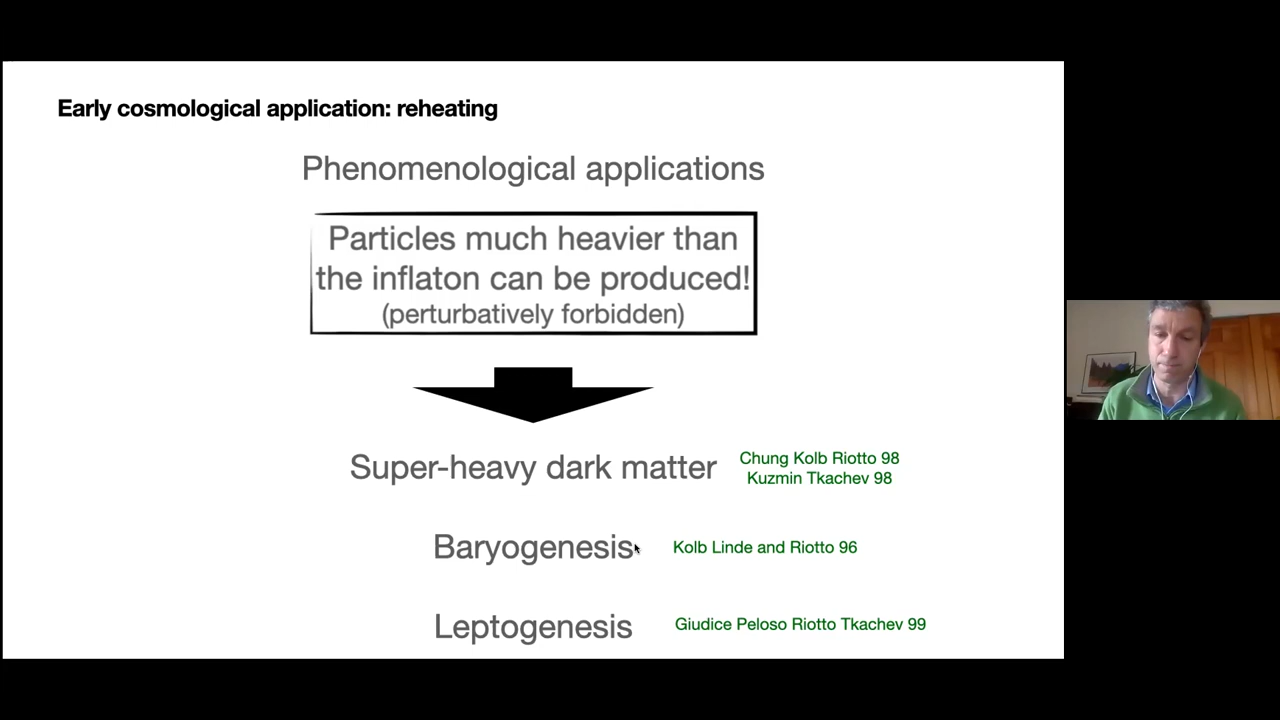 Early cosmological application: reheating
Phenomenological applications
Particles much heavier than
the inflaton can be produced!
(perturbatively forbidden)
Super-heavy dark matter
Chung Kolb Riotto 98
Kuzmin Tkachev 98
Baryogenesis
Kolb Linde and Riotto 96
Leptogenesis
Giudice Peloso Riotto Tkachev 99